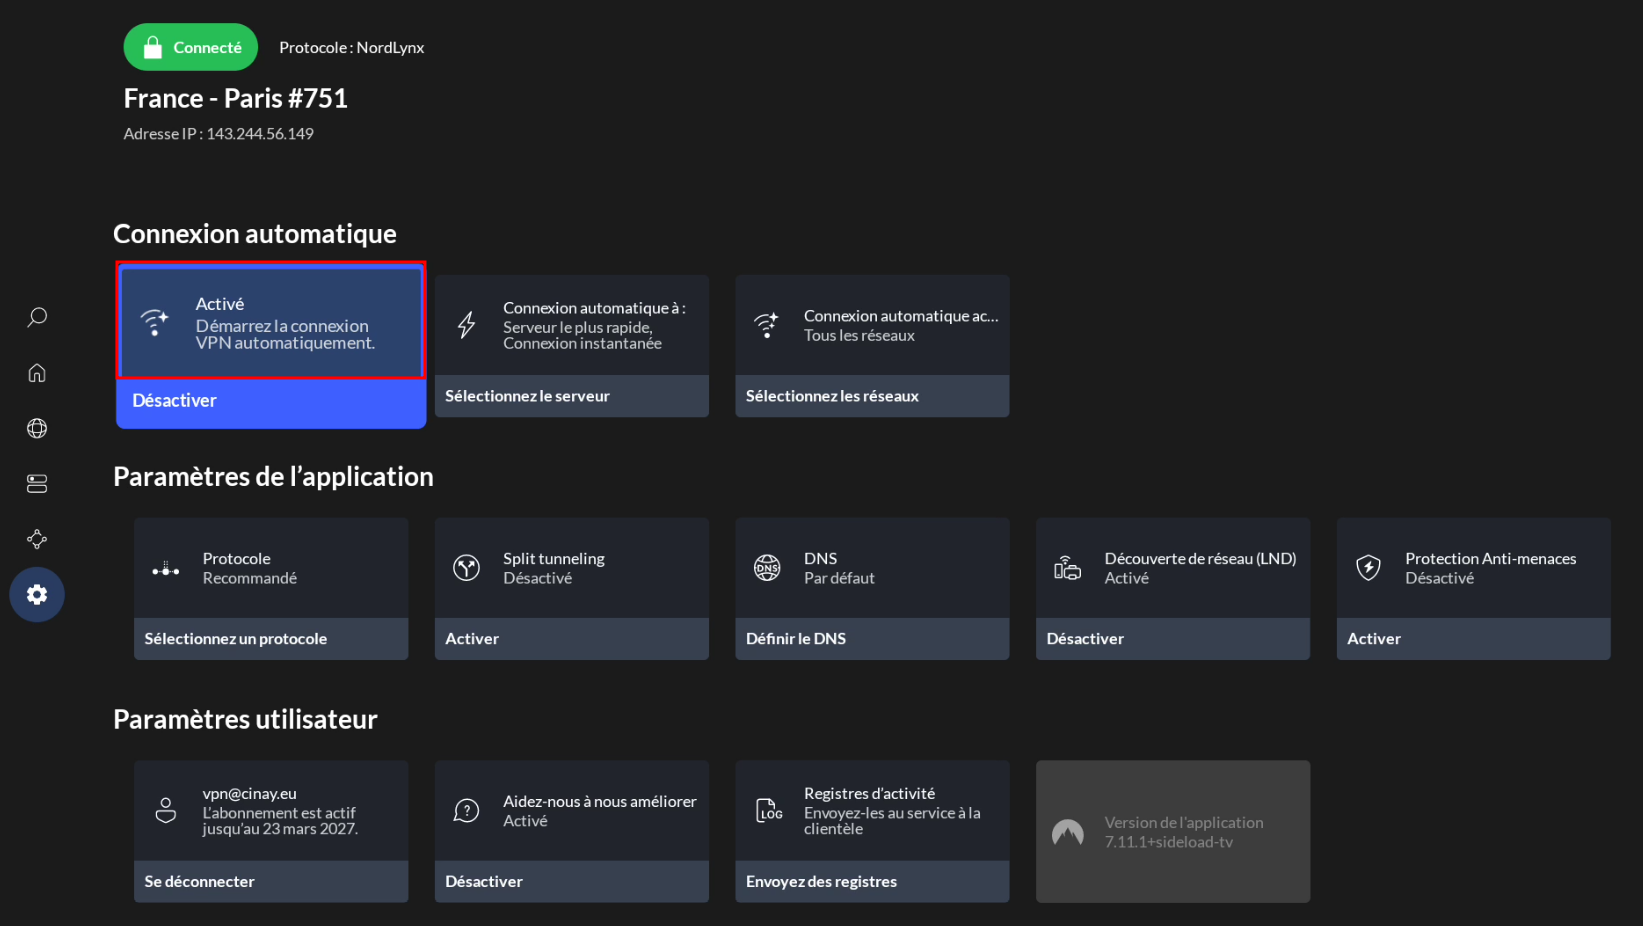 Connecté
Protocole : NordLynx
France - Paris #751
Adresse IP : 143.244.56.149
Connexion automatique
Activé
Démarrez la connexion
VPN automatiquement.
Désactiver
Connexion automatique à :
Serveur le plus rapide,
Connexion instantanée
Sélectionnez le serveur
Connexion automatique ac...
Tous les réseaux
Sélectionnez les réseaux
Paramètres de l’application
Protocole
Recommandé
Sélectionnez un protocole
Split tunneling
Désactivé
Activer
DNS
DNS
Par défaut
Définir le DNS
Découverte de réseau (LND)
Activé
Désactiver
Protection Anti-menaces
Désactivé
Activer
Paramètres utilisateur
vpn@cinay.eu
L’abonnement est actif
jusqu’au 23 mars 2027.
Se déconnecter
Aidez-nous à nous améliorer
Activé
Désactiver
LOG
Registres d’activité
Envoyez-les au service à la
clientèle
Envoyez des registres
Version de l’application
7.11.1+sideload-tv